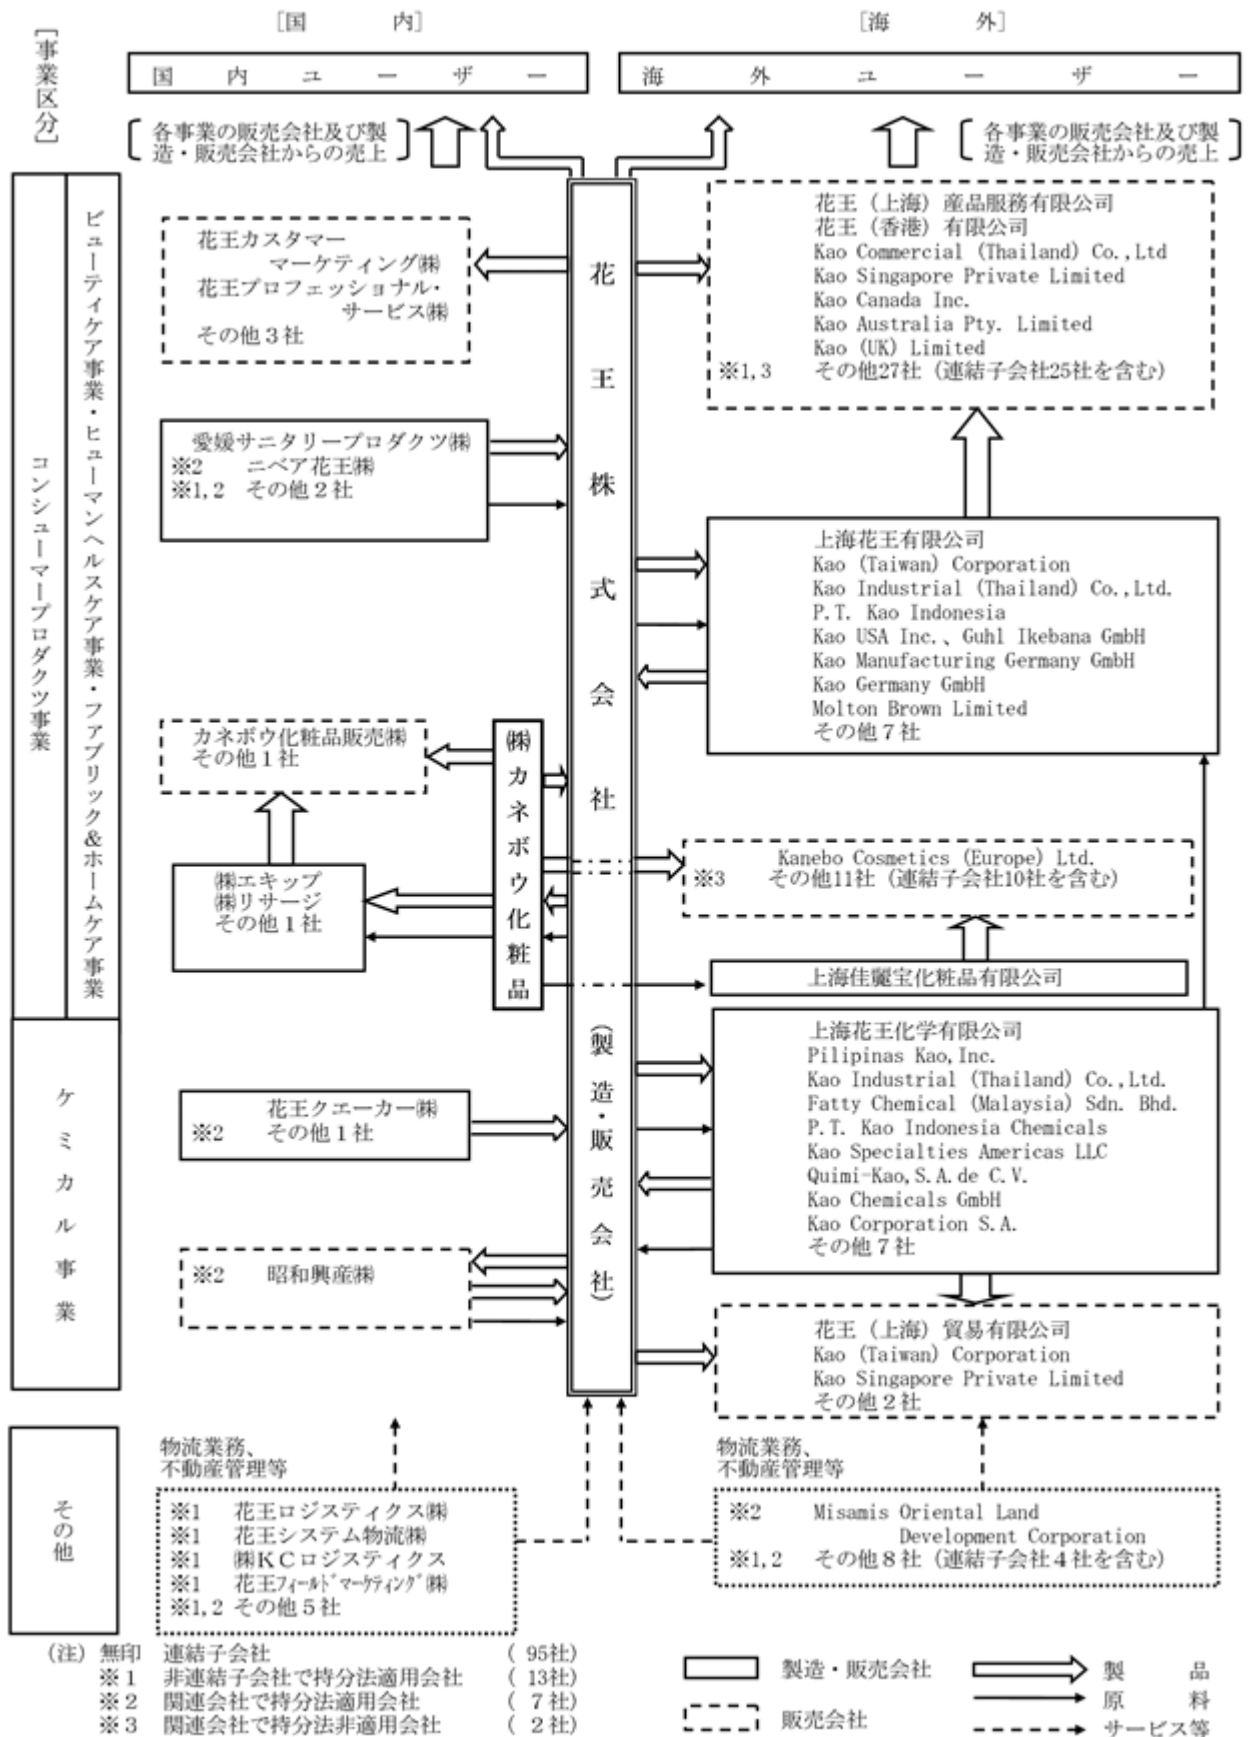 [国　　内]
[海　　外]
[事業区分]
国内ユーザー
海外ユーザー
各事業の販売会社及び製
造・販売会社からの売上
各事業の販売会社及び製
造・販売会社からの売上
コンシューマープロダクツ事業
ビューティケア事業・ヒューマンヘルスケア事業・ファブリック&ホームケア事業
花王カスタマー
マーケティング㈱
花王プロフェッショナル・
サービス㈱
その他３社
愛媛サニタリープロダクツ㈱
※2　ニベア花王㈱
※1,2　その他２社
カネボウ化粧品販売㈱
その他１社
㈱エキップ
㈱リサージ
その他１社
㈱カネボウ化粧品
花王株式会社(製造・販売会社)
花王（上海）産品服務有限公司
花王（香港）有限公司
Kao Commercial (Thailand) Co.,Ltd
Kao Singapore Private Limited
Kao Canada Inc.
Kao Australia Pty. Limited
Kao (UK) Limited
※1,3　その他27社（連結子会社25社を含む）
上海花王有限公司
Kao (Taiwan) Corporation
Kao Industrial (Thailand) Co.,Ltd.
P.T. Kao Indonesia
Kao USA Inc.、Guhl Ikebana GmbH
Kao Manufacturing Germany GmbH
Kao Germany GmbH
Molton Brown Limited
その他７社
Kanebo Cosmetics (Europe) Ltd.
※3　その他11社（連結子会社10社を含む）
上海佳麗宝化粧品有限公司
ケミカル事業
花王クエーカー㈱
※2　その他１社
※2　昭和興産㈱
上海花王化学有限公司
Pilipinas Kao,Inc.
Kao Industrial (Thailand) Co.,Ltd.
Fatty Chemical (Malaysia) Sdn. Bhd.
P.T. Kao Indonesia Chemicals
Kao Specialties Americas LLC
Quimi-Kao,S.A.de C.V.
Kao Chemicals GmbH
Kao Corporation S.A.
その他７社
花王（上海）貿易有限公司
Kao (Taiwan) Corporation
Kao Singapore Private Limited
その他２社
その他
物流業務、
不動産管理等
※1　花王ロジスティクス㈱
※1　花王システム物流㈱
※1　㈱ＫＣロジスティクス
※1　花王ﾌｨｰﾙﾄﾞﾏｰｹﾃｨﾝｸﾞ㈱
※1,2 その他５社
物流業務、
不動産管理等
※2　Misamis Oriental Land
Development Corporation
※1,2　その他８社（連結子会社４社を含む）
(注) 無印　連結子会社　( 95社)
※１　非連結子会社で持分法適用会社　( 13社)
※２　関連会社で持分法適用会社　( 7社)
※３　関連会社で持分法非適用会社　( 2社)
製造・販売会社
販売会社
製　　品
原　　料
サービス等